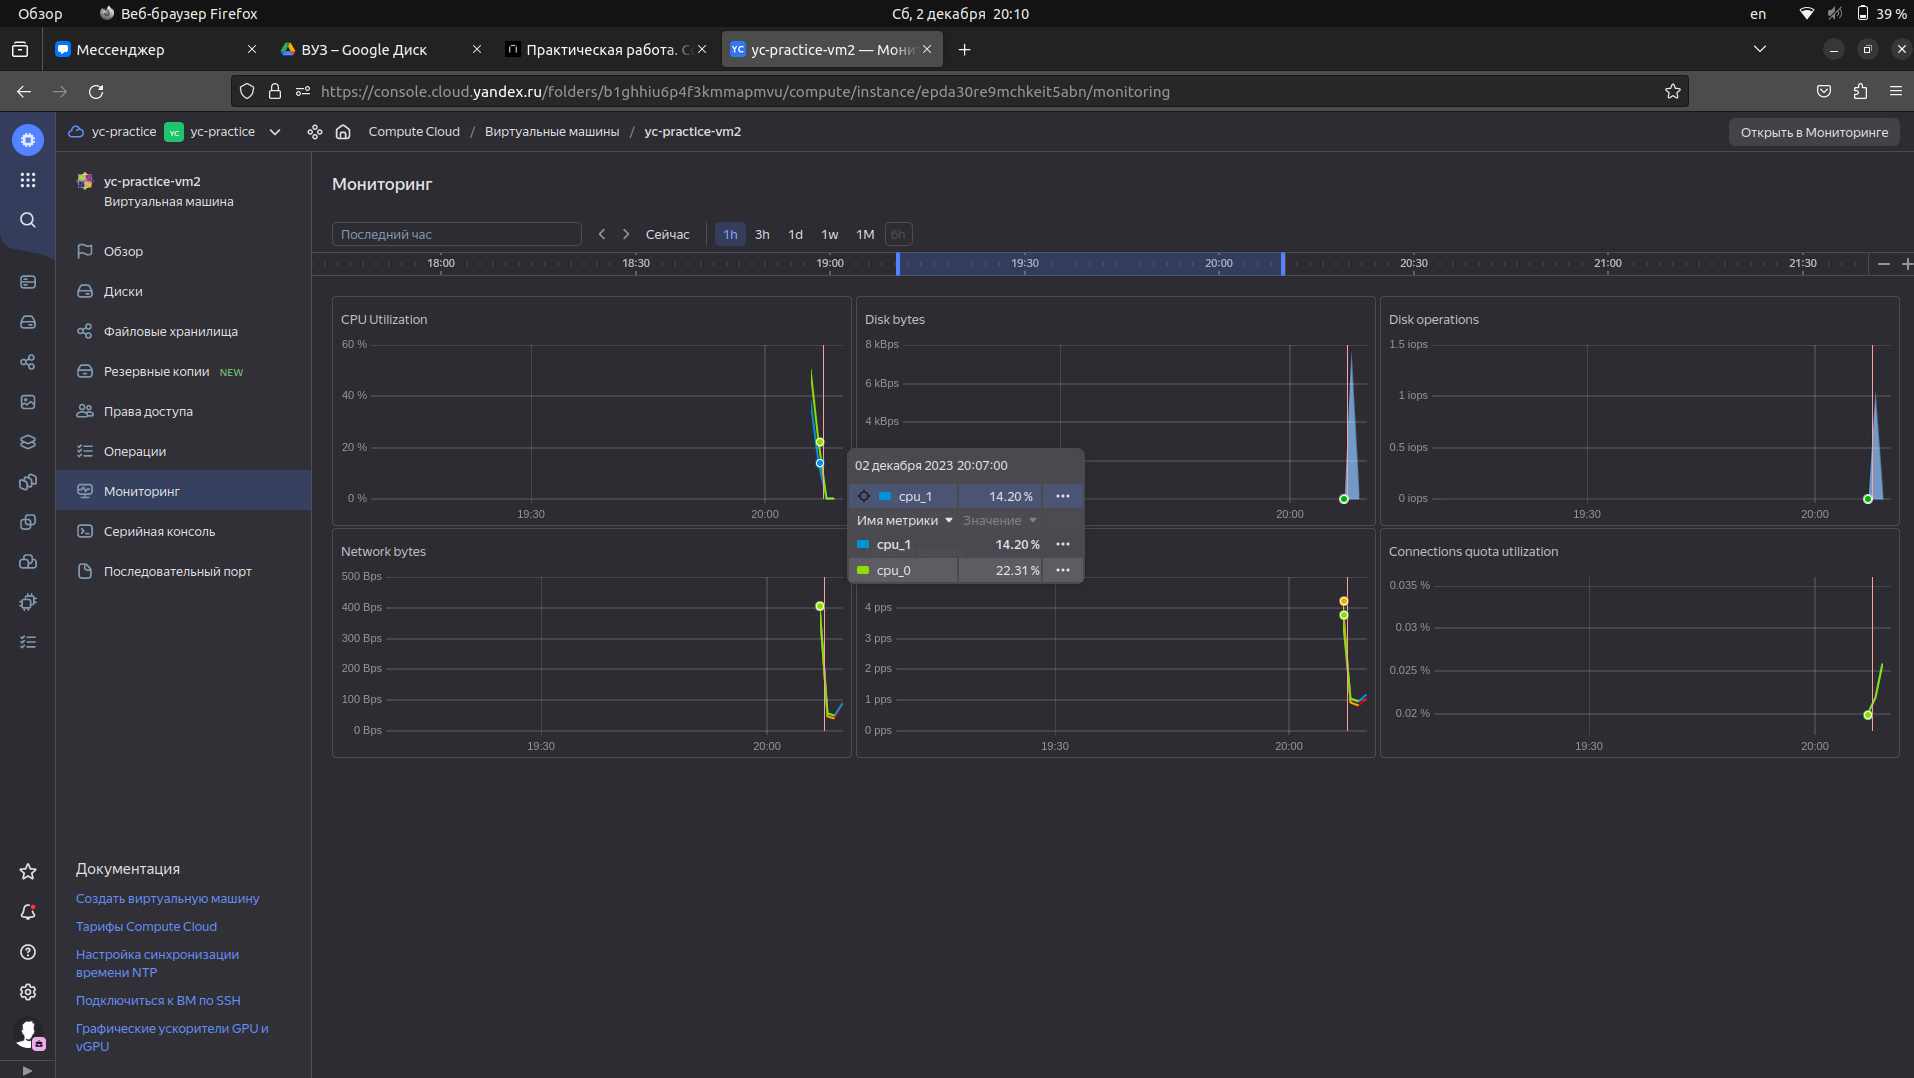 Обзор
Веб-браузер Firefox
Сб, 2 декабря 20:10
en
39 %
Мессенджер
ВУЗ – Google Диск
Практическая работа. С
yc-practice-vm2 — Мони
https://console.cloud.yandex.ru/folders/b1ghhiu6p4f3kmmapmvu/compute/instance/epda30re9mchkeit5abn/monitoring
yc-practice
yc-practice
Compute Cloud / Виртуальные машины / yc-practice-vm2
Открыть в Мониторинге
yc-practice-vm2
Виртуальная машина
Обзор
Диски
Файловые хранилища
Резервные копии NEW
Права доступа
Операции
Мониторинг
Серийная консоль
Последовательный порт
Документация
Создать виртуальную машину
Тарифы Compute Cloud
Настройка синхронизации
времени NTP
Подключиться к ВМ по SSH
Графические ускорители GPU и
vGPU
Мониторинг
Последний час
Сейчас
1h 3h 1d 1w 1M 6h
18:00 18:30 19:00 19:30 20:00 20:30 21:00 21:30
CPU Utilization
60 %
40 %
20 %
0 %
19:30 20:00
Disk bytes
8 kBps
6 kBps
4 kBps
20:00
Disk operations
1.5 iops
1 iops
0.5 iops
0 iops
19:30 20:00
02 декабря 2023 20:07:00
cpu_1 14.20 %
Имя метрики Значение
cpu_1 14.20 %
cpu_0 22.31 %
Network bytes
500 Bps
400 Bps
300 Bps
200 Bps
100 Bps
0 Bps
19:30 20:00
4 pps
3 pps
2 pps
1 pps
0 pps
19:30 20:00
Connections quota utilization
0.035 %
0.03 %
0.025 %
0.02 %
19:30 20:00